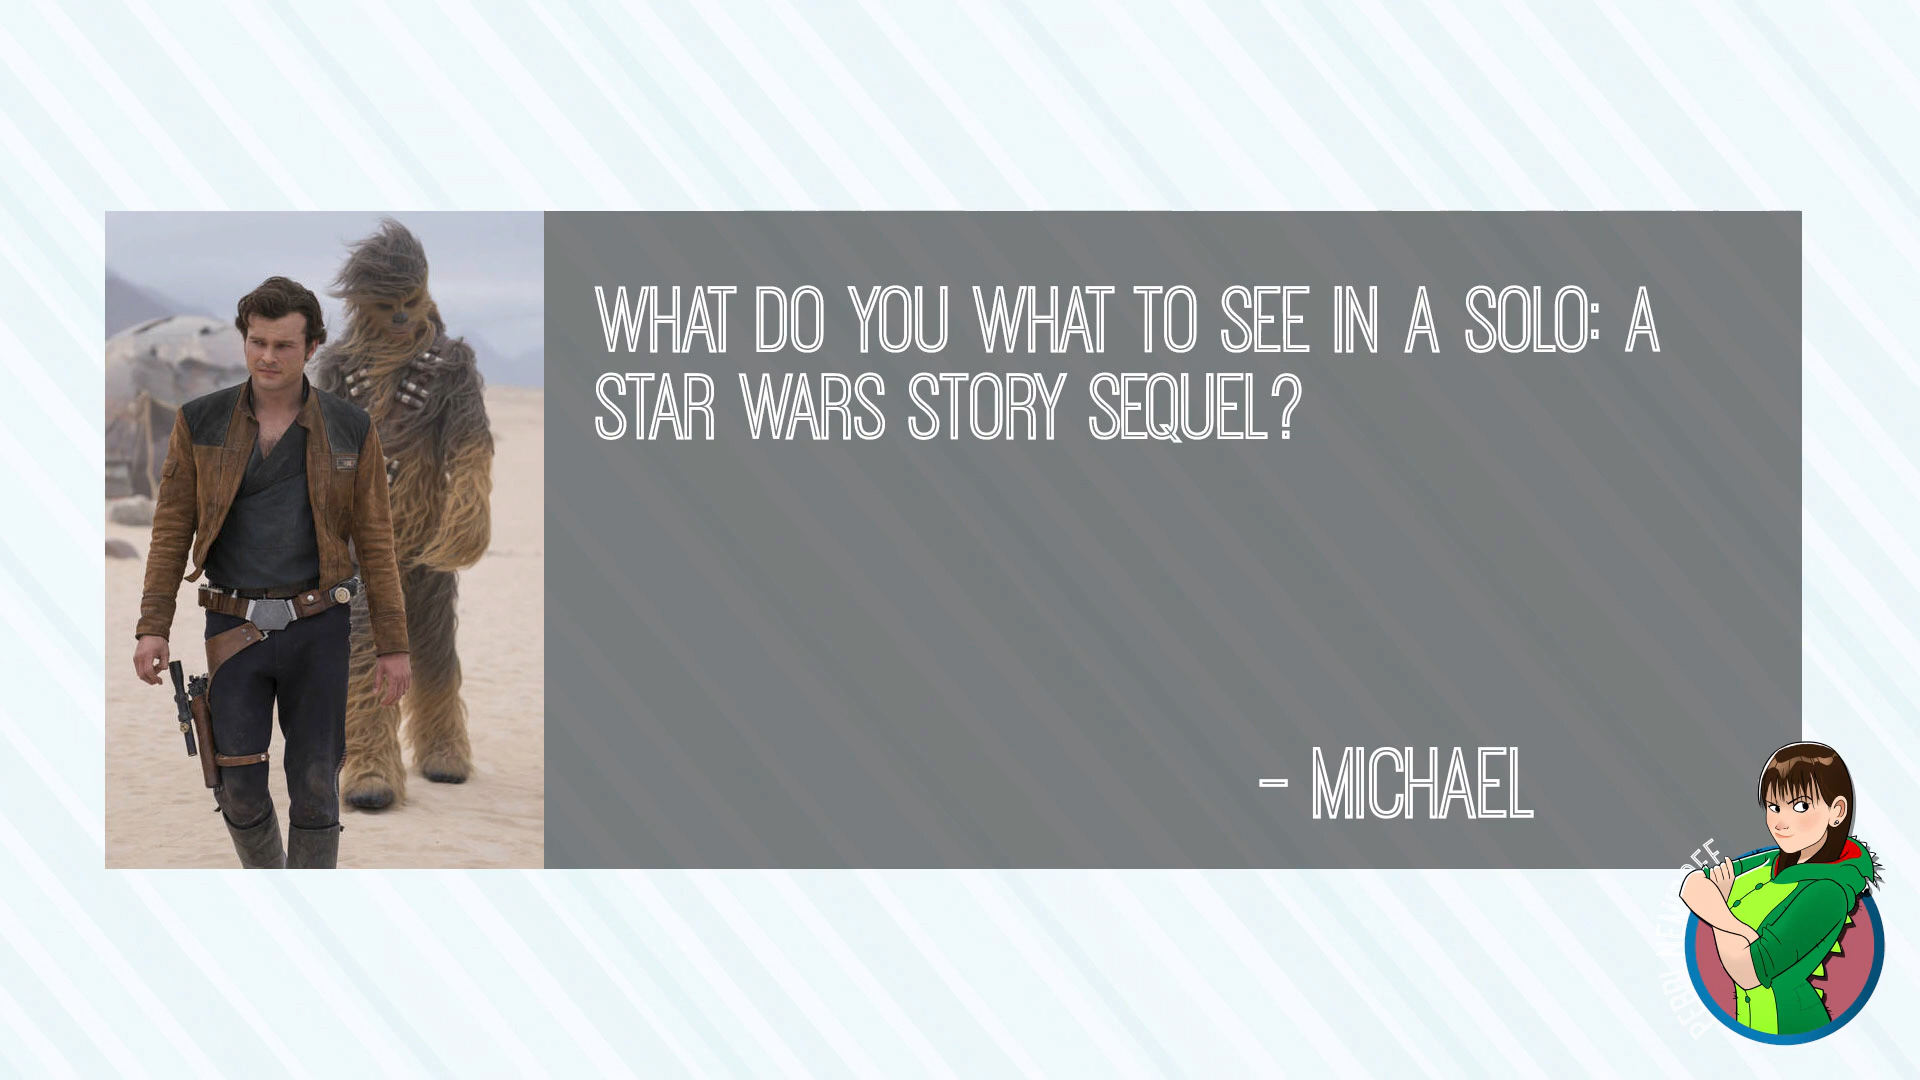 WHAT DO YOU WHAT TO SEE IN A SOLO: A
STAR WARS STORY SEQUEL?
- MICHAEL